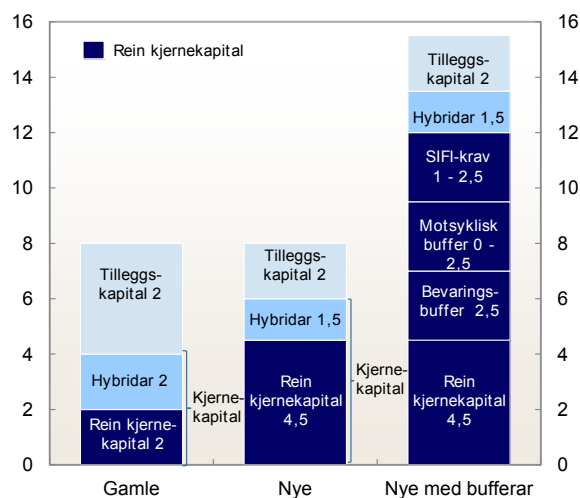 16
14
12
10
8
6
4
2
0
Rein kjernekapital
Tilleggs-
kapital 2
Hybridar 2
Rein kjerne-
kapital 2
Kjerne-
kapital
Tilleggs-
kapital 2
Hybridar 1,5
Rein
kjernekapital
4,5
Kjerne-
kapital
Tilleggs-
kapital 2
Hybridar 1,5
SIFI-krav
1 - 2,5
Motsyklisk
buffer 0 -
2,5
Bevarings-
buffer 2,5
Rein
kjernekapital
4,5
16
14
12
10
8
6
4
2
0
Gamle
Nye
Nye med bufferar